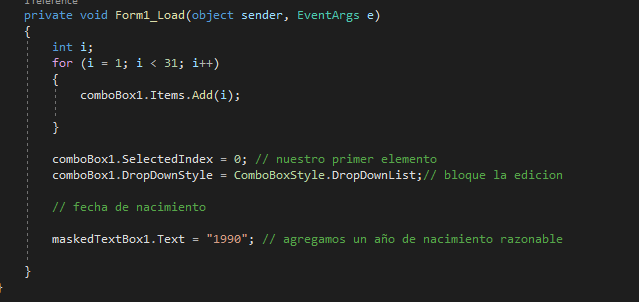 1 reference
private void Form1_Load(object sender, EventArgs e)
{
int i;
for (i = 1; i < 31; i++)
{
comboBox1.Items.Add(i);
}
comboBox1.SelectedIndex = 0; // nuestro primer elemento
comboBox1.DropDownStyle = ComboBoxStyle.DropDownList;// bloque la edicion
// fecha de nacimiento
maskedTextBox1.Text = "1990"; // agregamos un año de nacimiento razonable
}
}